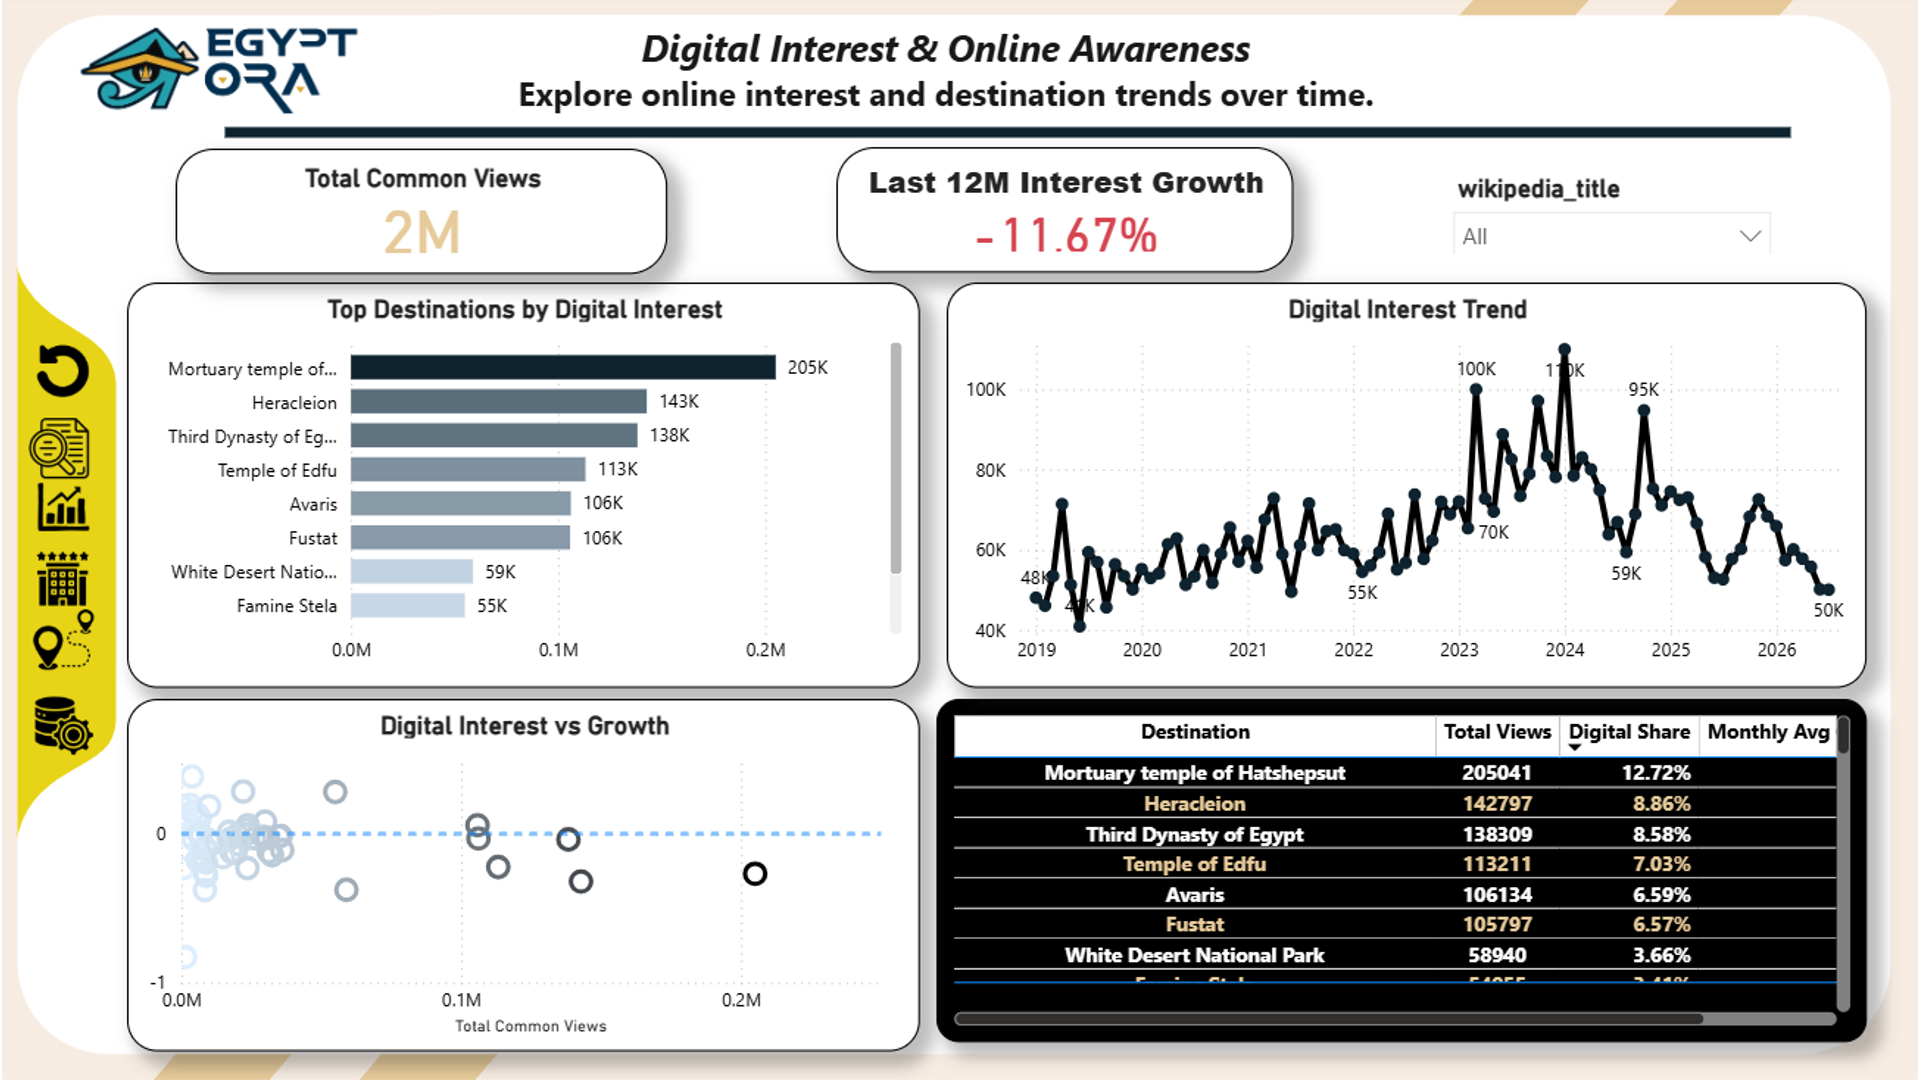 EGYPT
ORA
Digital Interest & Online Awareness
Explore online interest and destination trends over time.
Total Common Views
2M
Last 12M Interest Growth
-11.67%
wikipedia_title
All
Top Destinations by Digital Interest
Mortuary temple of... 205K
Heracleion 143K
Third Dynasty of Eg... 138K
Temple of Edfu 113K
Avaris 106K
Fustat 106K
White Desert Natio... 59K
Famine Stela 55K
0.0M 0.1M 0.2M
Digital Interest Trend
100K
80K
60K
40K
48K
55K
100K
70K
110K
59K
95K
50K
2019 2020 2021 2022 2023 2024 2025 2026
Digital Interest vs Growth
0
-1
0.0M 0.1M 0.2M
Total Common Views
Destination Total Views Digital Share Monthly Avg
Mortuary temple of Hatshepsut 205041 12.72%
Heracleion 142797 8.86%
Third Dynasty of Egypt 138309 8.58%
Temple of Edfu 113211 7.03%
Avaris 106134 6.59%
Fustat 105797 6.57%
White Desert National Park 58940 3.66%